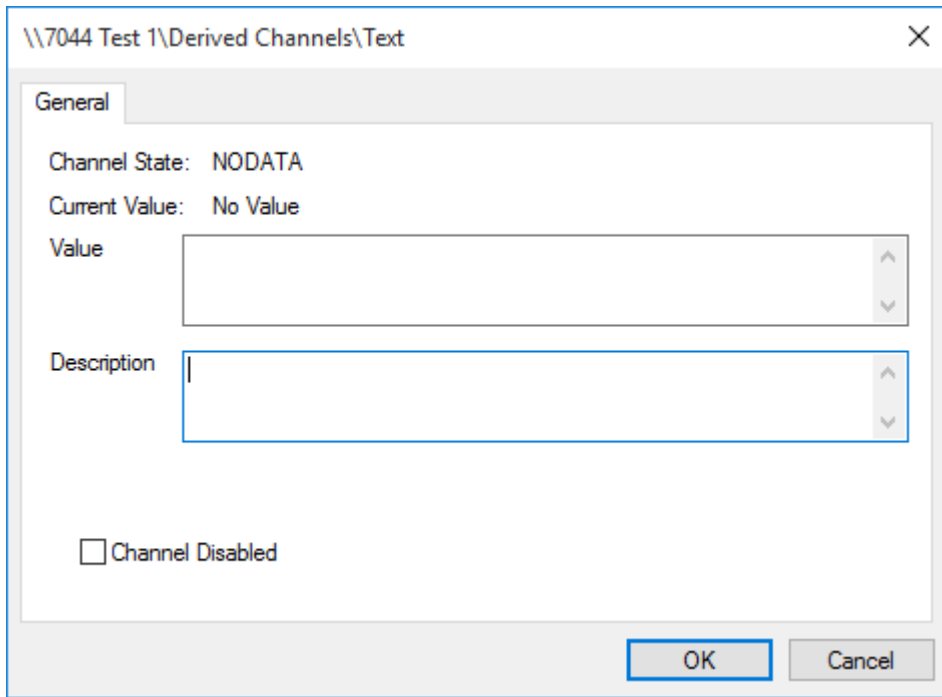 \\7044 Test 1\Derived Channels\Text
General
Channel State: NODATA
Current Value: No Value
Value
Description
Channel Disabled
OK Cancel